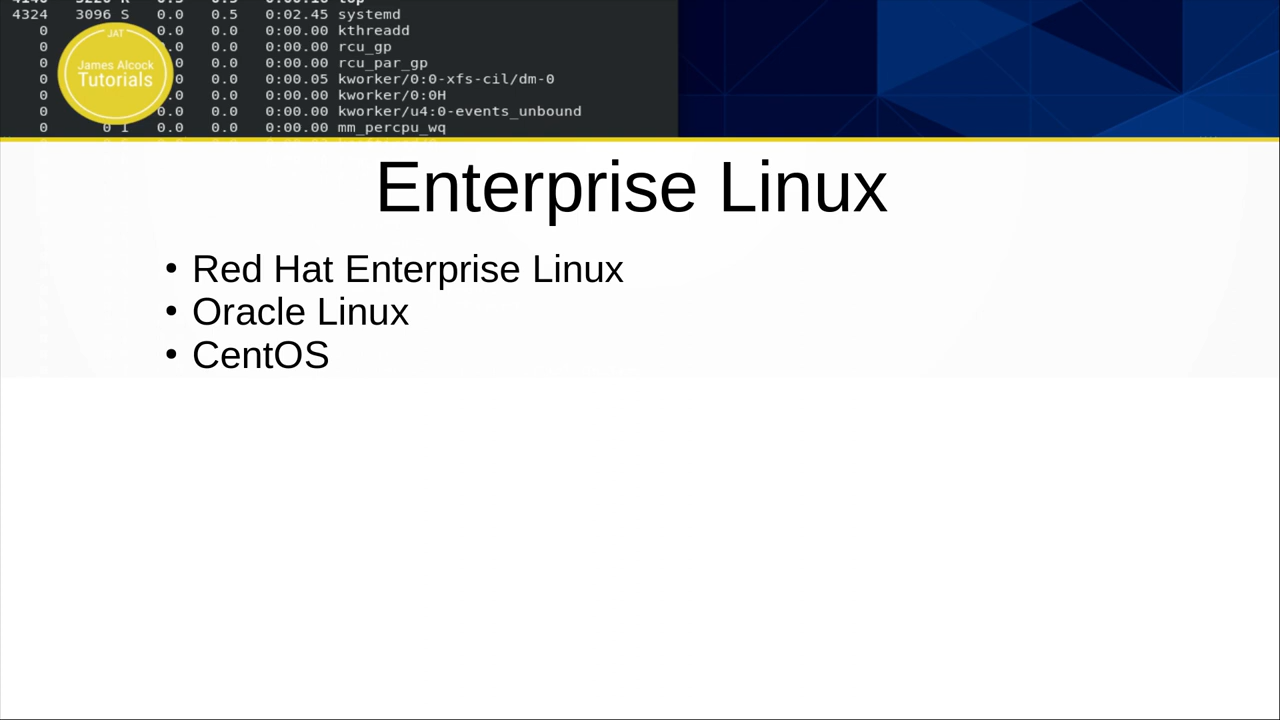 4324 3096 S 0.0 0.5 0:02.45 systemd
0 0.0 0.0 0:00.00 kthreadd
0 0.0 0:00.00 rcu_gp
0 0.0 0:00.00 rcu_par_gp
0 0.0 0:00.05 kworker/0:0-xfs-cil/dm-0
0 .0 0.0 0:00.00 kworker/0:0H
0 0.0 0.0 0:00.00 kworker/u4:0-events_unbound
0 0 I 0.0 0.0 0:00.00 mm_percpu_wq
JAT
James Alcock
Tutorials
Enterprise Linux
• Red Hat Enterprise Linux
• Oracle Linux
• CentOS